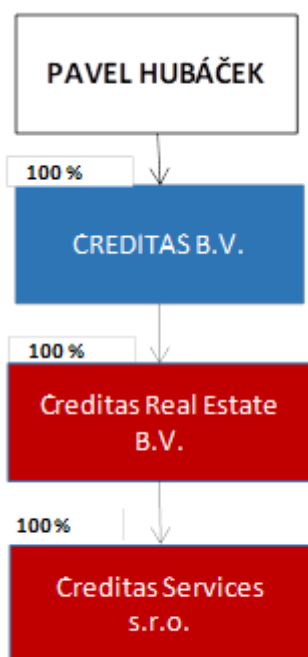 PAVEL HUBÁČEK
100 %
CREDITAS B.V.
100 %
Creditas Real Estate
B.V.
100 %
Creditas Services
s.r.o.